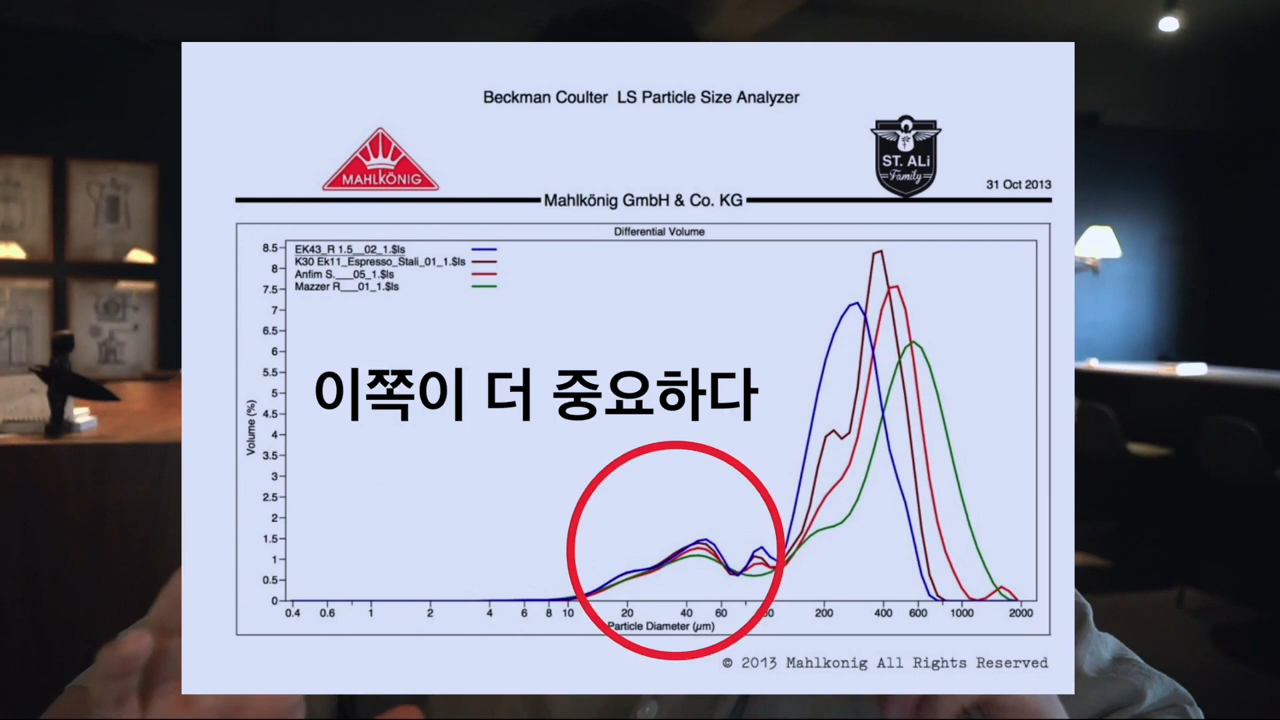 Beckman Coulter LS Particle Size Analyzer
MAHLKÖNIG
ST. ALi
Family
31 Oct 2013
Mahlkönig GmbH & Co. KG
Differential Volume
EK43_R 1.5__02_1.$ls
K30 Ek11_Espresso_Stali_01_1.$ls
Anfim S.___05_1.$ls
Mazzer R___01_1.$ls
8.5
8
7.5
7
6.5
6
5.5
5
4.5
4
3.5
3
2.5
2
1.5
1
0.5
0
Volume (%)
이쪽이 더 중요하다
0.4 0.6 1 2 4 6 8 10 20 40 60 200 400 600 1000 2000
Particle Diameter (µm)
© 2013 Mahlkonig All Rights Reserved